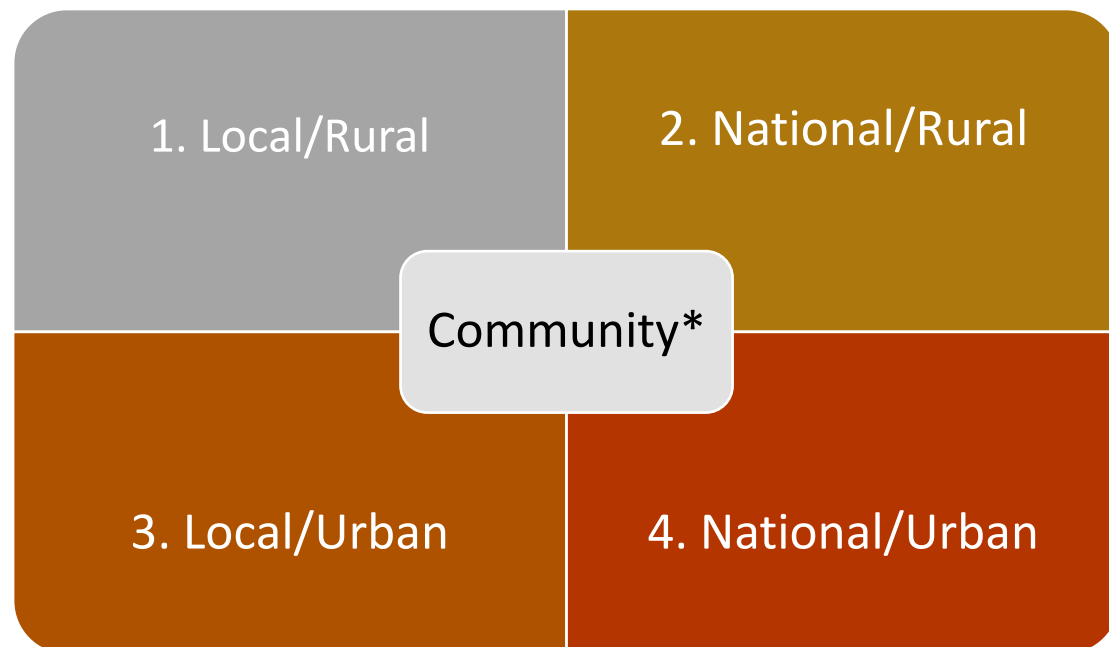 1. Local/Rural
2. National/Rural
Community*
3. Local/Urban
4. National/Urban